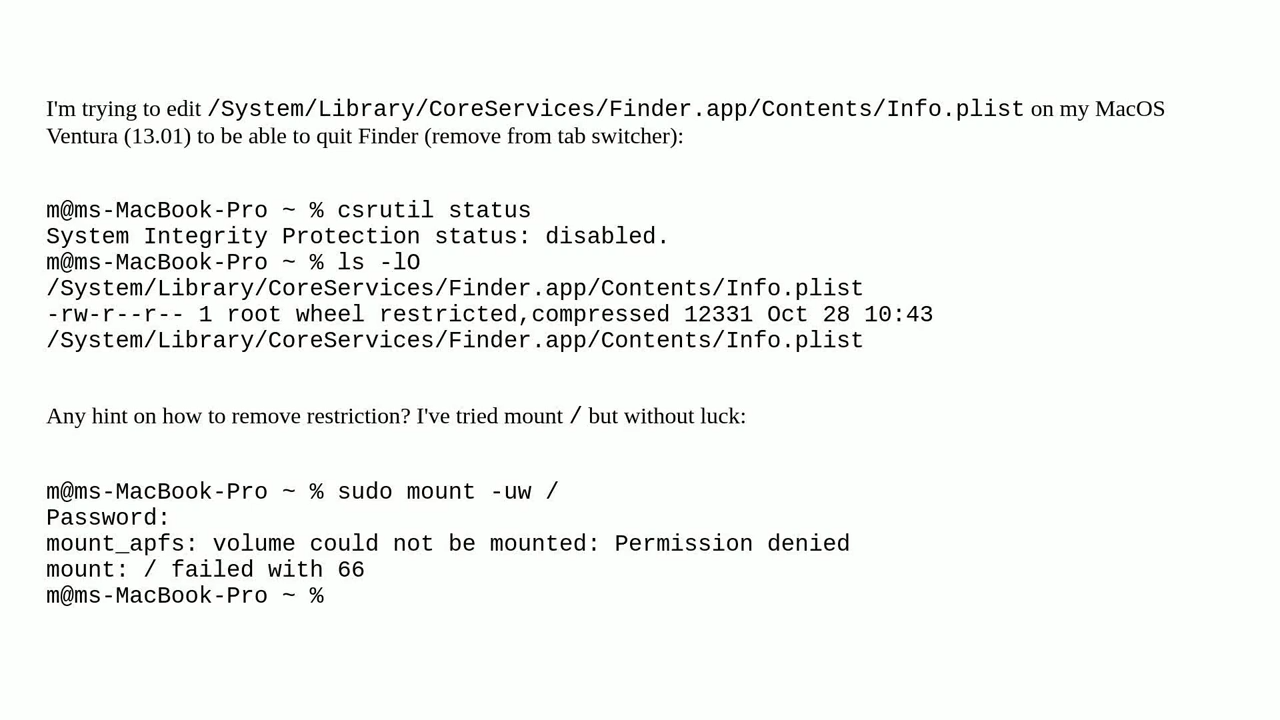 I'm trying to edit /System/Library/CoreServices/Finder.app/Contents/Info.plist on my MacOS
Ventura (13.01) to be able to quit Finder (remove from tab switcher):
m@ms-MacBook-Pro ~ % csrutil status
System Integrity Protection status: disabled.
m@ms-MacBook-Pro ~ % ls -lO
/System/Library/CoreServices/Finder.app/Contents/Info.plist
-rw-r--r-- 1 root wheel restricted,compressed 12331 Oct 28 10:43
/System/Library/CoreServices/Finder.app/Contents/Info.plist
Any hint on how to remove restriction? I've tried mount / but without luck:
m@ms-MacBook-Pro ~ % sudo mount -uw /
Password:
mount_apfs: volume could not be mounted: Permission denied
mount: / failed with 66
m@ms-MacBook-Pro ~ %